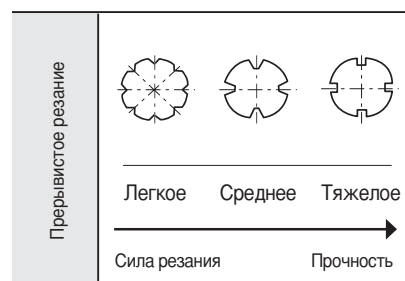 Прерывистое резание
Легкое Среднее Тяжелое
Сила резания Прочность